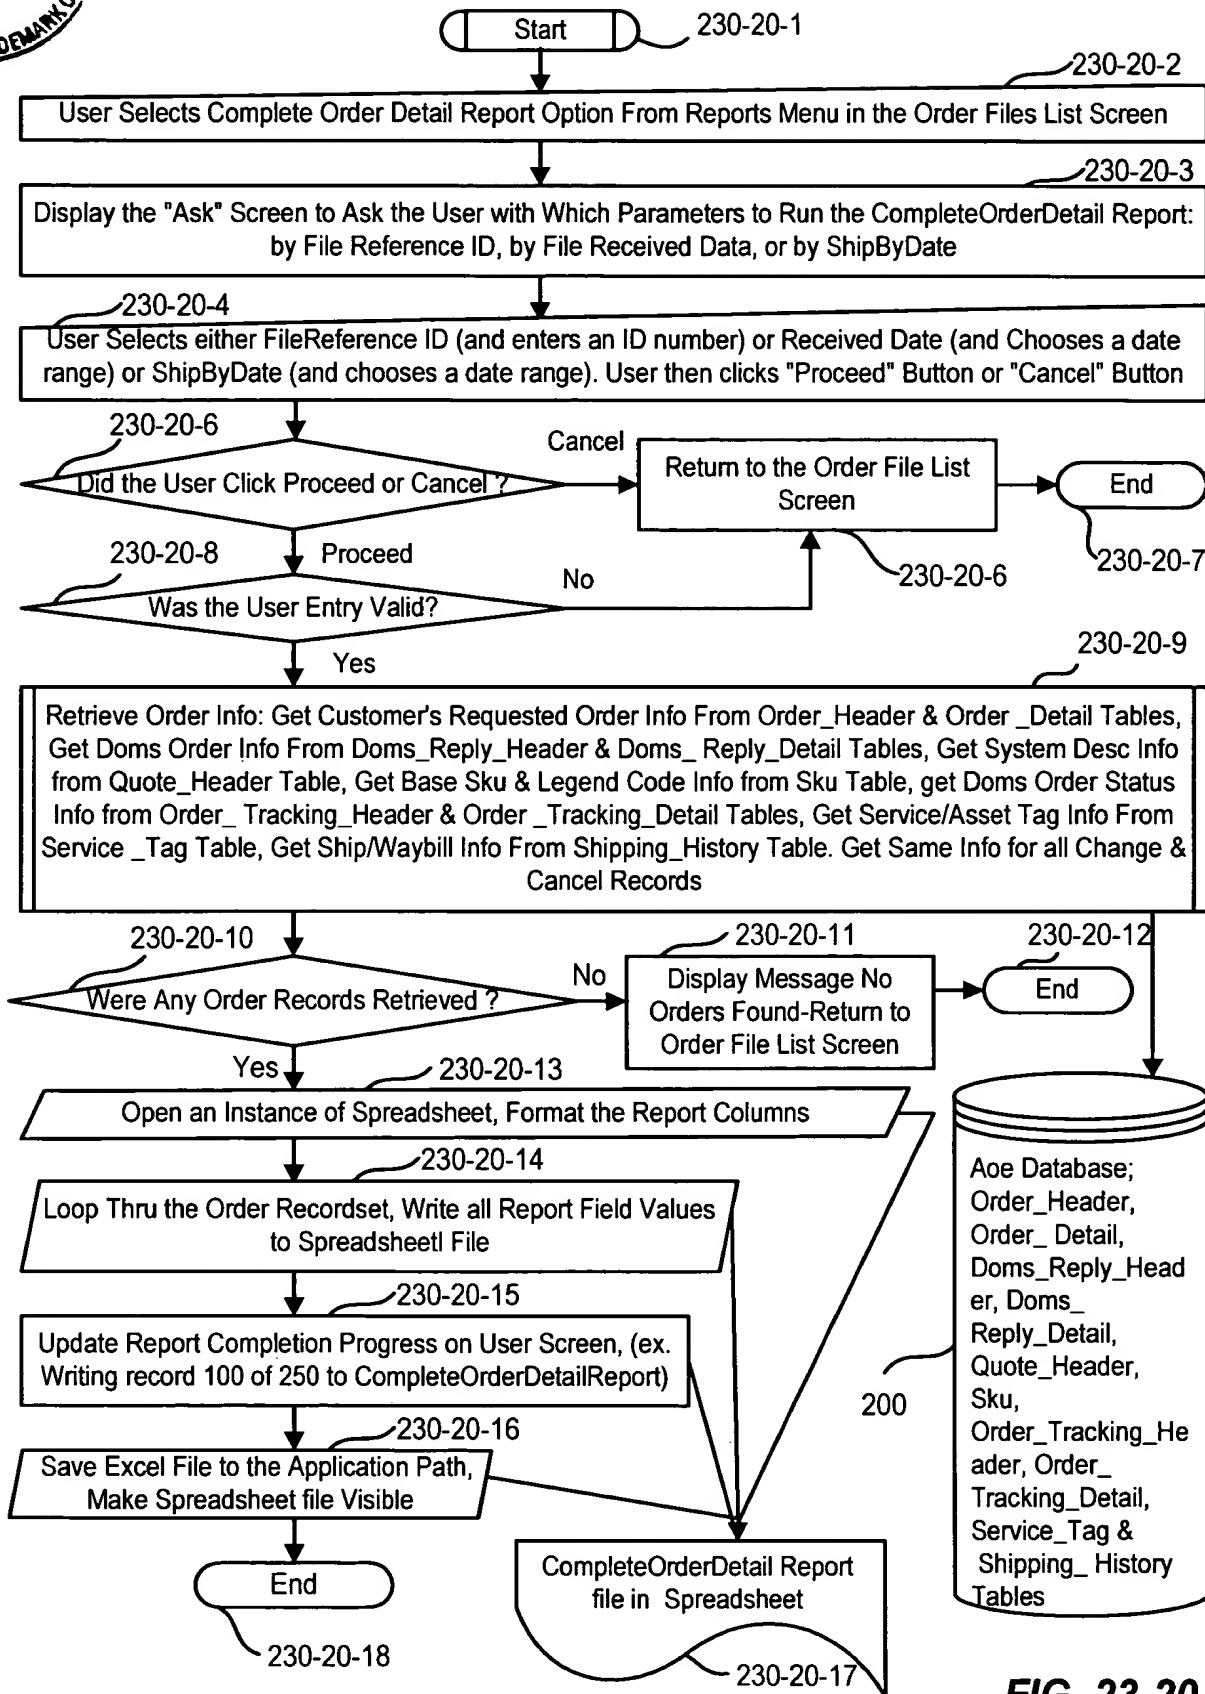 DEMARK
Start
230-20-1
230-20-2
User Selects Complete Order Detail Report Option From Reports Menu in the Order Files List Screen
230-20-3
Display the "Ask" Screen to Ask the User with Which Parameters to Run the CompleteOrderDetail Report:
by File Reference ID, by File Received Data, or by ShipByDate
230-20-4
User Selects either FileReference ID (and enters an ID number) or Received Date (and Chooses a date
range) or ShipByDate (and chooses a date range). User then clicks "Proceed" Button or "Cancel" Button
230-20-6
Did the User Click Proceed or Cancel ?
Cancel
Return to the Order File List
Screen
End
230-20-6
230-20-7
Proceed
230-20-8
Was the User Entry Valid?
No
Yes
230-20-9
Retrieve Order Info: Get Customer's Requested Order Info From Order_Header & Order _Detail Tables,
Get Doms Order Info From Doms_Reply_Header & Doms_ Reply_Detail Tables, Get System Desc Info
from Quote_Header Table, Get Base Sku & Legend Code Info from Sku Table, get Doms Order Status
Info from Order_ Tracking_Header & Order _Tracking_Detail Tables, Get Service/Asset Tag Info From
Service _Tag Table, Get Ship/Waybill Info From Shipping_History Table. Get Same Info for all Change &
Cancel Records
230-20-10
Were Any Order Records Retrieved ?
No
230-20-11
Display Message No
Orders Found-Return to
Order File List Screen
230-20-12
End
Yes
230-20-13
Open an Instance of Spreadsheet, Format the Report Columns
230-20-14
Loop Thru the Order Recordset, Write all Report Field Values
to Spreadsheetl File
230-20-15
Update Report Completion Progress on User Screen, (ex.
Writing record 100 of 250 to CompleteOrderDetailReport)
230-20-16
Save Excel File to the Application Path,
Make Spreadsheet file Visible
End
230-20-18
CompleteOrderDetail Report
file in Spreadsheet
230-20-17
200
Aoe Database;
Order_Header,
Order_ Detail,
Doms_Reply_Head
er, Doms_
Reply_Detail,
Quote_Header,
Sku,
Order_Tracking_He
ader, Order_
Tracking_Detail,
Service_Tag &
Shipping_ History
Tables
FIG. 23-20